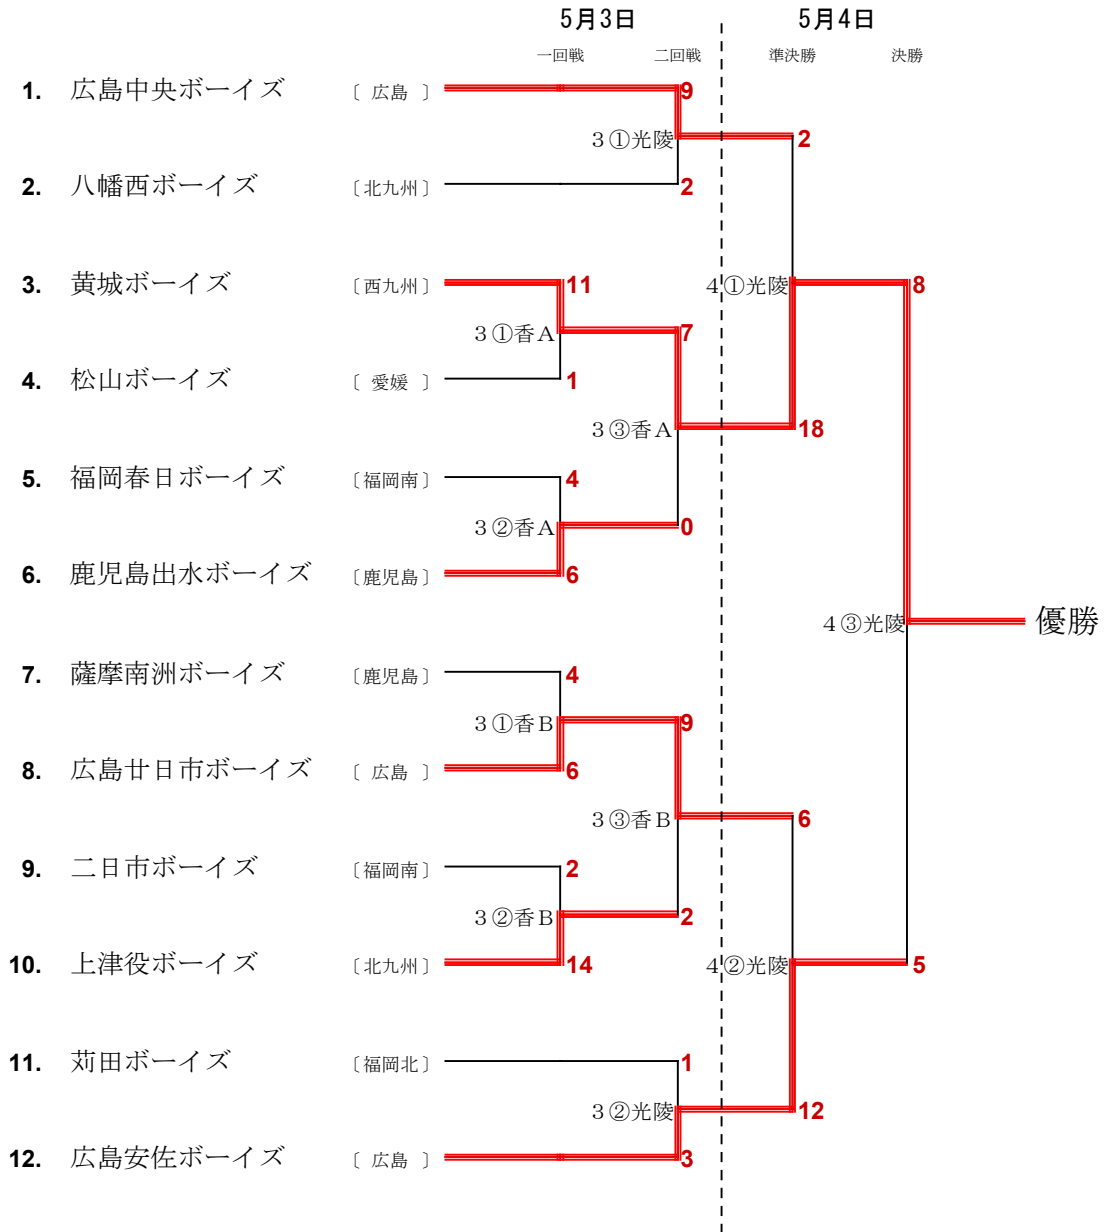 5月3日 5月4日
一回戦 二回戦 準決勝 決勝
1. 広島中央ボーイズ 〔 広島 〕 9
3①光陵 2
2. 八幡西ボーイズ 〔北九州〕 2
3. 黄城ボーイズ 〔西九州〕 11 4①光陵 8
3①香A 7
4. 松山ボーイズ 〔 愛媛 〕 1
3③香A 18
5. 福岡春日ボーイズ 〔福岡南〕 4
3②香A 0
6. 鹿児島出水ボーイズ 〔鹿児島〕 6
4③光陵 優勝
7. 薩摩南洲ボーイズ 〔鹿児島〕 4
3①香B 9
8. 広島廿日市ボーイズ 〔 広島 〕 6
3③香B 6
9. 二日市ボーイズ 〔福岡南〕 2
3②香B 2
10. 上津役ボーイズ 〔北九州〕 14 4②光陵 5
11. 苅田ボーイズ 〔福岡北〕 1
3②光陵 12
12. 広島安佐ボーイズ 〔 広島 〕 3